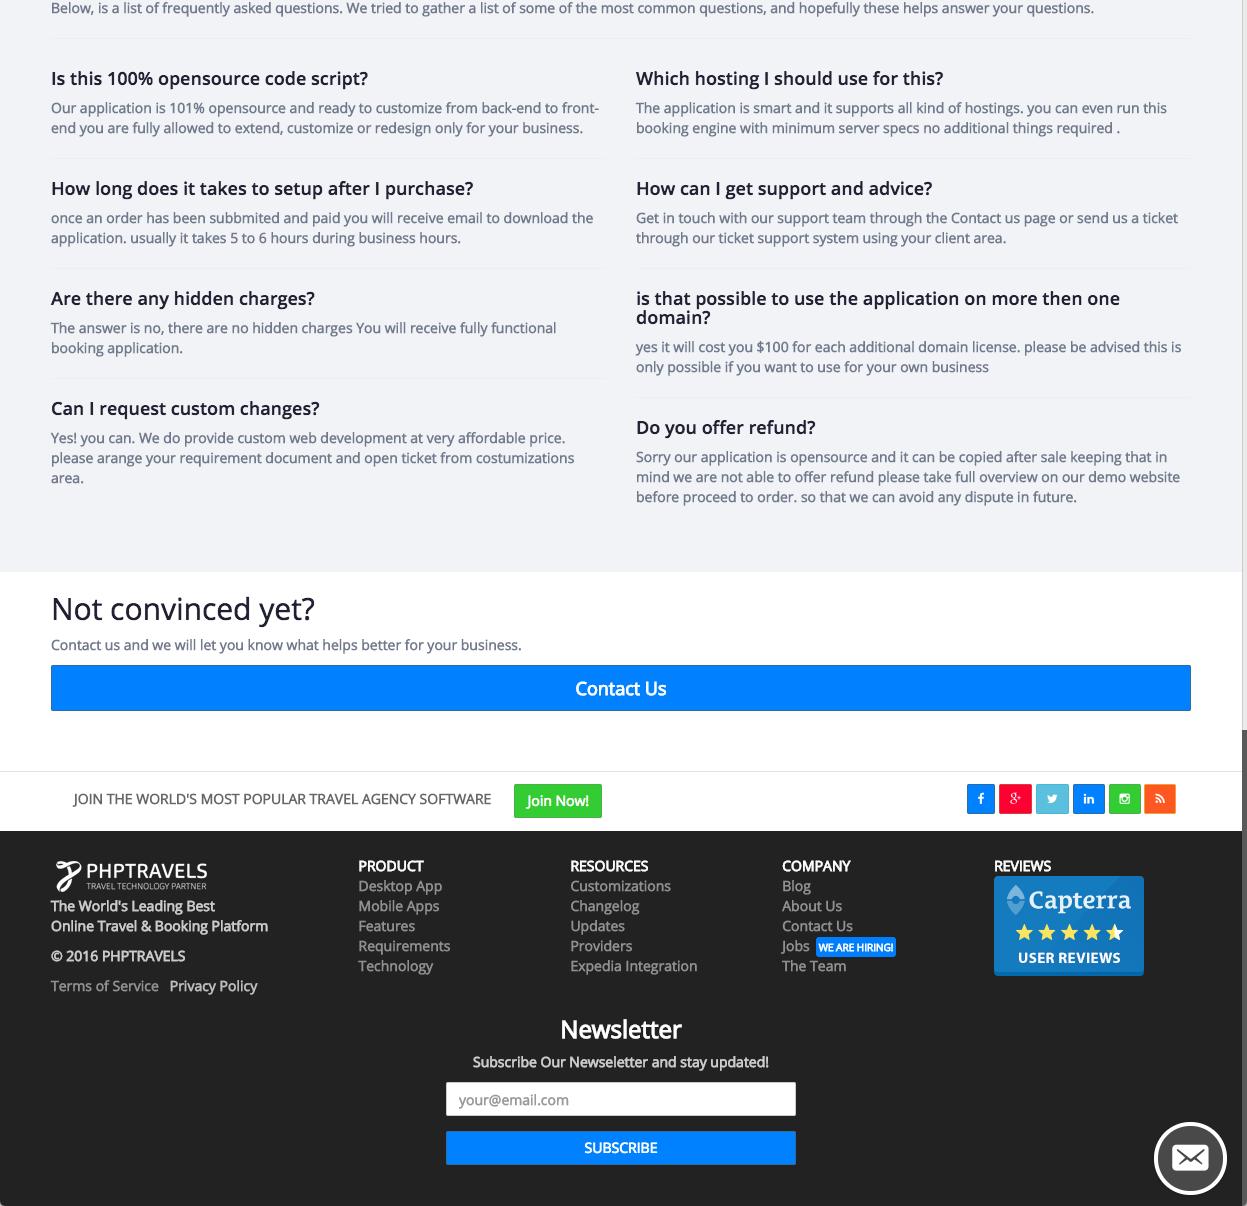 Below, is a list of frequently asked questions. We tried to gather a list of some of the most common questions, and hopefully these helps answer your questions.
Is this 100% opensource code script?
Our application is 101% opensource and ready to customize from back-end to front-
end you are fully allowed to extend, customize or redesign only for your business.
How long does it takes to setup after I purchase?
once an order has been subbmited and paid you will receive email to download the
application. usually it takes 5 to 6 hours during business hours.
Are there any hidden charges?
The answer is no, there are no hidden charges You will receive fully functional
booking application.
Can I request custom changes?
Yes! you can. We do provide custom web development at very affordable price.
please arange your requirement document and open ticket from costumizations
area.
Which hosting I should use for this?
The application is smart and it supports all kind of hostings. you can even run this
booking engine with minimum server specs no additional things required .
How can I get support and advice?
Get in touch with our support team through the Contact us page or send us a ticket
through our ticket support system using your client area.
is that possible to use the application on more then one
domain?
yes it will cost you $100 for each additional domain license. please be advised this is
only possible if you want to use for your own business
Do you offer refund?
Sorry our application is opensource and it can be copied after sale keeping that in
mind we are not able to offer refund please take full overview on our demo website
before proceed to order. so that we can avoid any dispute in future.
Not convinced yet?
Contact us and we will let you know what helps better for your business.
Contact Us
JOIN THE WORLD'S MOST POPULAR TRAVEL AGENCY SOFTWARE
Join Now!
PHPTRAVELS
TRAVEL TECHNOLOGY PARTNER
The World's Leading Best
Online Travel & Booking Platform
© 2016 PHPTRAVELS
Terms of Service Privacy Policy
PRODUCT
Desktop App
Mobile Apps
Features
Requirements
Technology
RESOURCES
Customizations
Changelog
Updates
Providers
Expedia Integration
COMPANY
Blog
About Us
Contact Us
Jobs WE ARE HIRING!
The Team
REVIEWS
Capterra
USER REVIEWS
Newsletter
Subscribe Our Newseletter and stay updated!
your@email.com
SUBSCRIBE